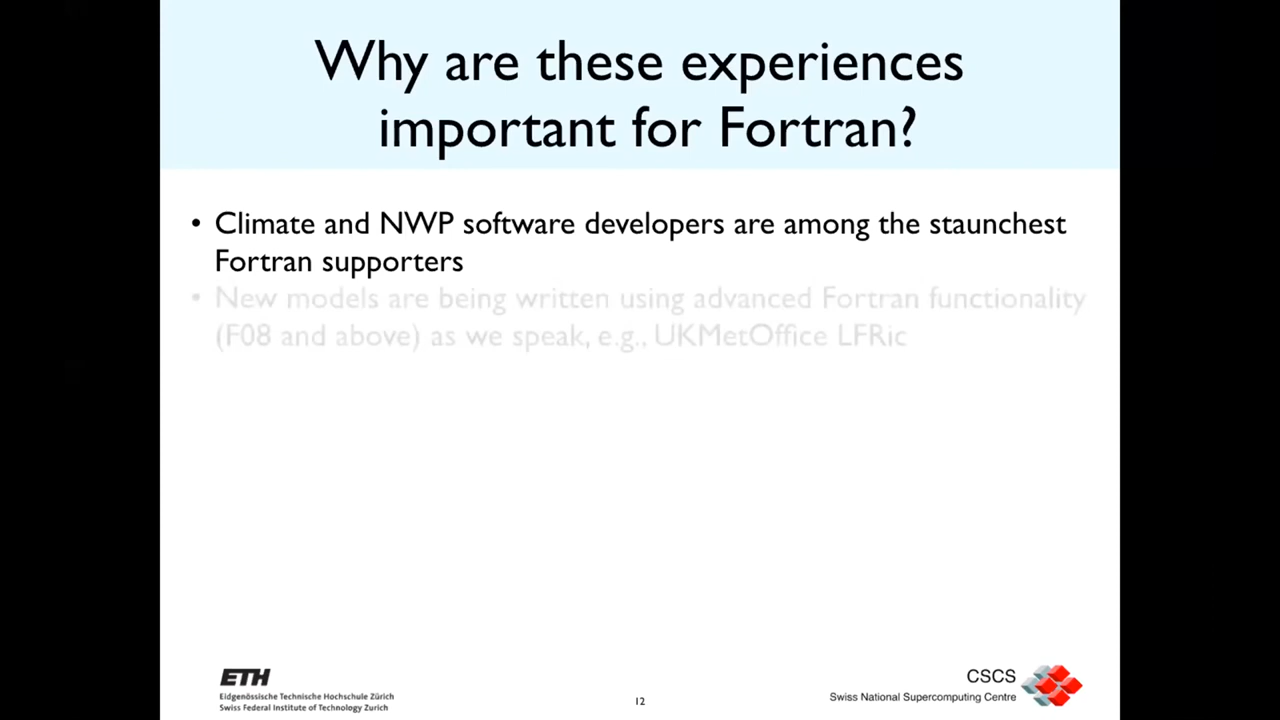 Why are these experiences
important for Fortran?
• Climate and NWP software developers are among the staunchest
Fortran supporters
• New models are being written using advanced Fortran functionality
(F08 and above) as we speak, e.g., UKMetOffice LFRic
ETH
Eidgenössische Technische Hochschule Zürich
Swiss Federal Institute of Technology Zurich
12
CSCS
Swiss National Supercomputing Centre